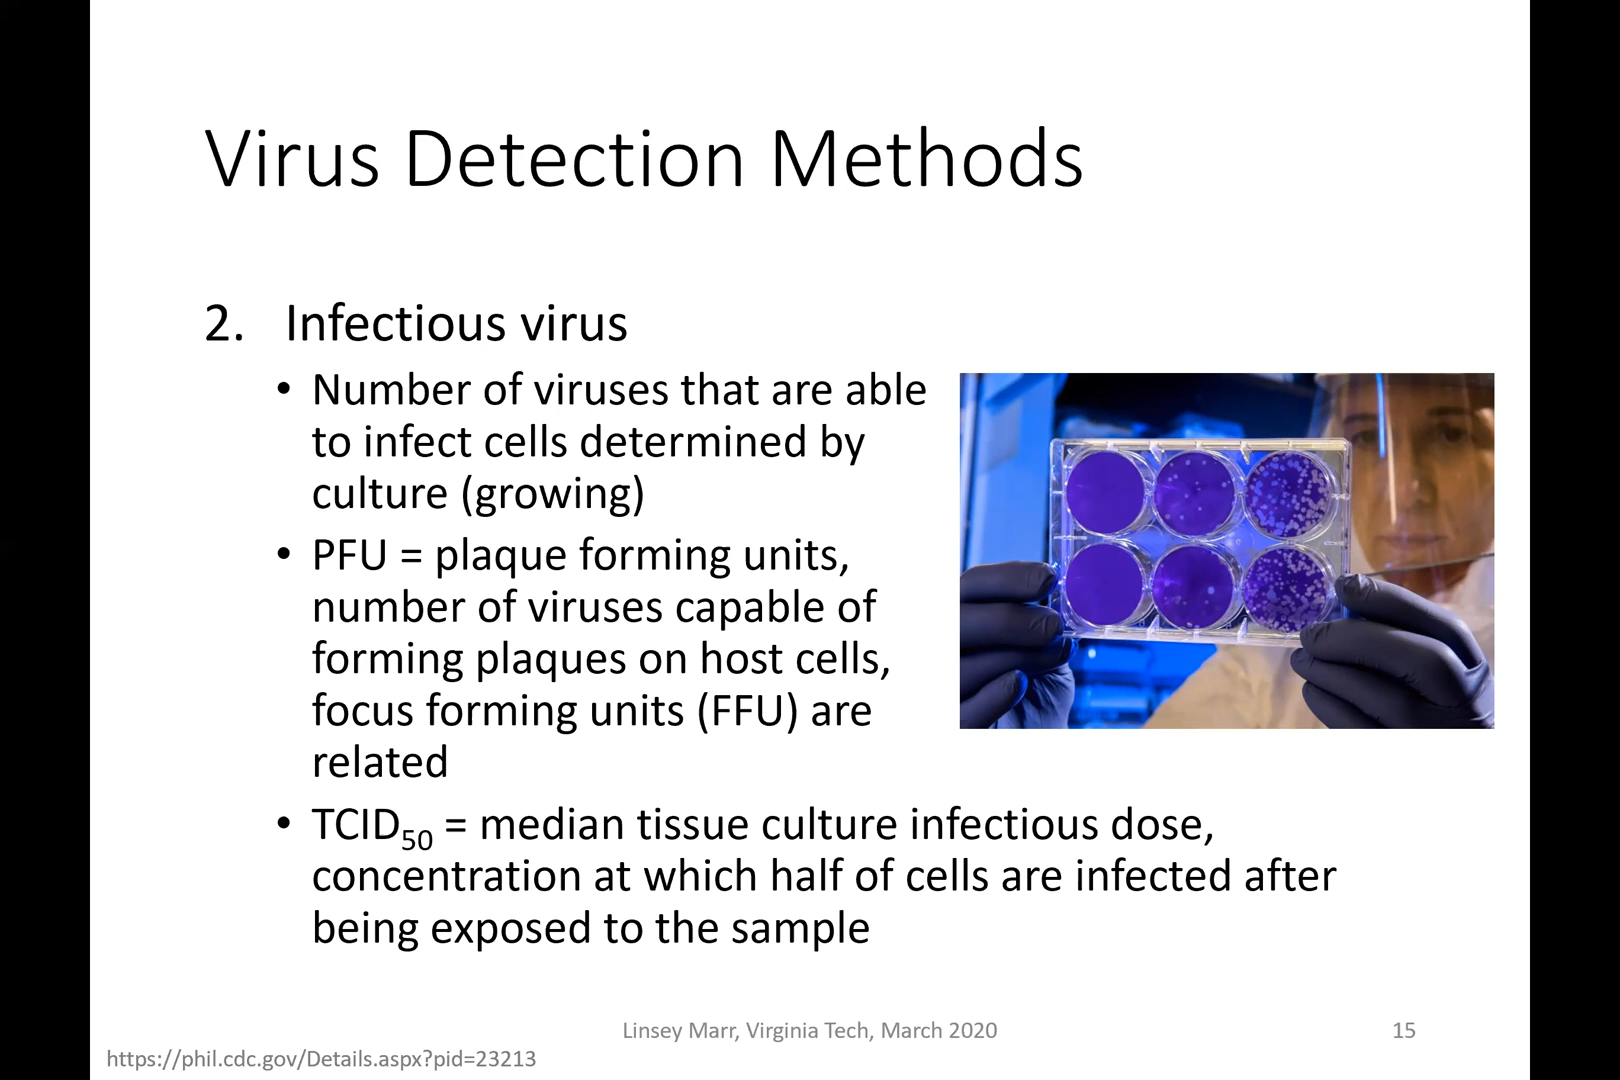 Virus Detection Methods
2. Infectious virus
• Number of viruses that are able
to infect cells determined by
culture (growing)
• PFU = plaque forming units,
number of viruses capable of
forming plaques on host cells,
focus forming units (FFU) are
related
• TCID50 = median tissue culture infectious dose,
concentration at which half of cells are infected after
being exposed to the sample
Linsey Marr, Virginia Tech, March 2020
15
https://phil.cdc.gov/Details.aspx?pid=23213